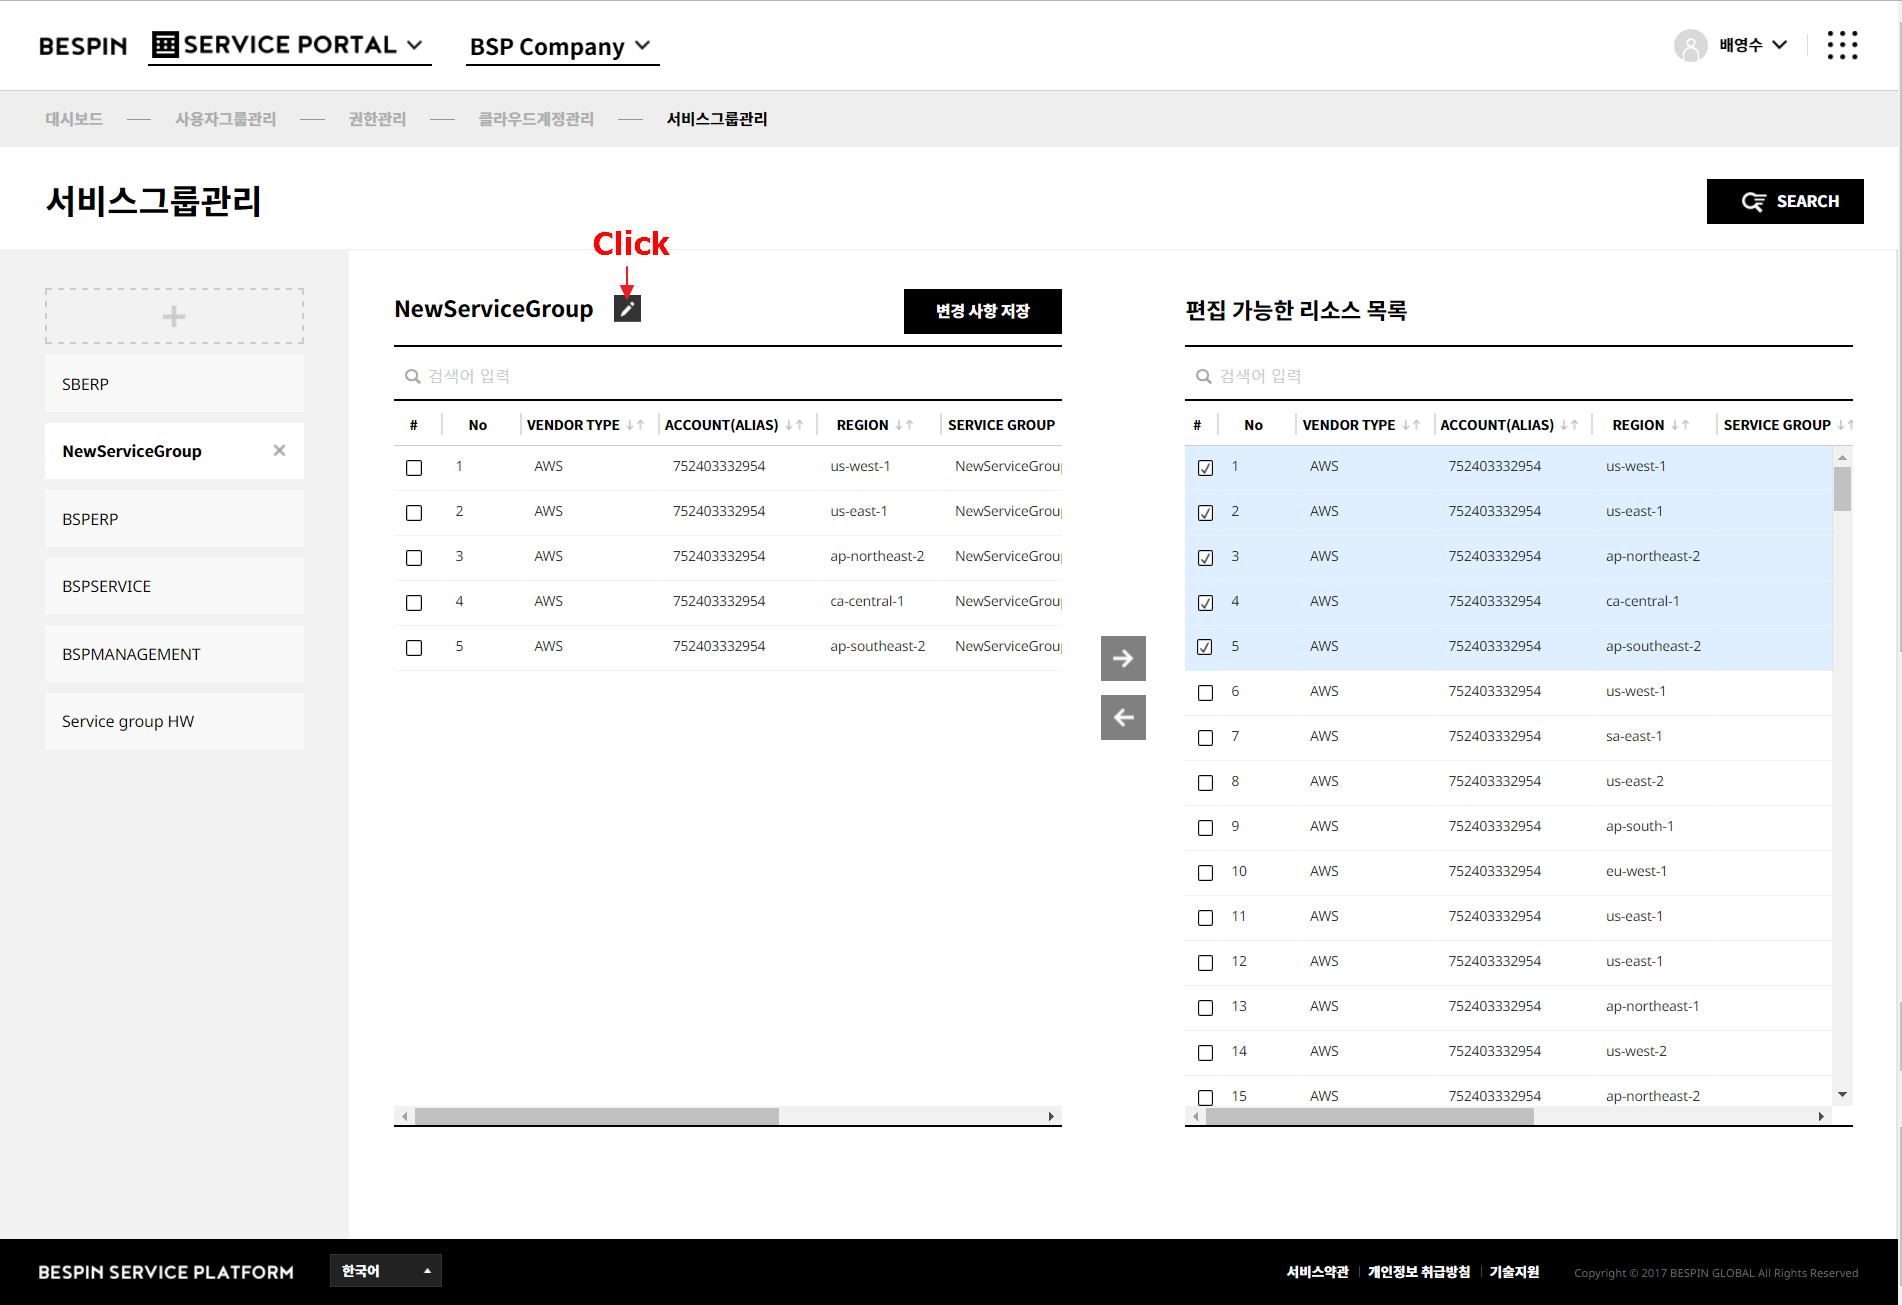 BESPIN SERVICE PORTAL BSP Company 배영수
대시보드 사용자그룹관리 권한관리 클라우드계정관리 서비스그룹관리
서비스그룹관리 SEARCH
Click
SBERP
NewServiceGroup
BSPERP
BSPSERVICE
BSPMANAGEMENT
Service group HW
NewServiceGroup 변경 사항 저장
검색어 입력
# No VENDOR TYPE ACCOUNT(ALIAS) REGION SERVICE GROUP
1 AWS 752403332954 us-west-1 NewServiceGrou
2 AWS 752403332954 us-east-1 NewServiceGrou
3 AWS 752403332954 ap-northeast-2 NewServiceGrou
4 AWS 752403332954 ca-central-1 NewServiceGrou
5 AWS 752403332954 ap-southeast-2 NewServiceGrou
편집 가능한 리소스 목록
검색어 입력
# No VENDOR TYPE ACCOUNT(ALIAS) REGION SERVICE GROUP
1 AWS 752403332954 us-west-1
2 AWS 752403332954 us-east-1
3 AWS 752403332954 ap-northeast-2
4 AWS 752403332954 ca-central-1
5 AWS 752403332954 ap-southeast-2
6 AWS 752403332954 us-west-1
7 AWS 752403332954 sa-east-1
8 AWS 752403332954 us-east-2
9 AWS 752403332954 ap-south-1
10 AWS 752403332954 eu-west-1
11 AWS 752403332954 us-east-1
12 AWS 752403332954 us-east-1
13 AWS 752403332954 ap-northeast-1
14 AWS 752403332954 us-west-2
15 AWS 752403332954 ap-northeast-2
BESPIN SERVICE PLATFORM 한국어 서비스약관 개인정보 취급방침 기술지원 Copyright © 2017 BESPIN GLOBAL All Rights Reserved